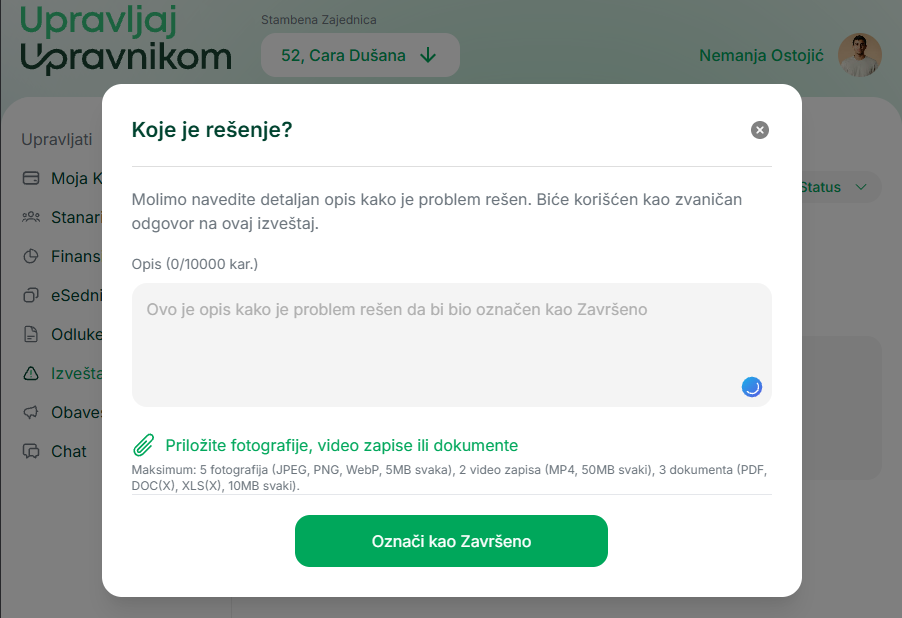 Upravljaj
Upravnikom
Stambena Zajednica
52, Cara Dušana
Nemanja Ostojić
Koje je rešenje?
Upravljati
Moja K
Stanari
Finans
eSedni
Odluke
Izvešta
Obaves
Chat
Status
Molimo navedite detaljan opis kako je problem rešen. Biće korišćen kao zvaničan
odgovor na ovaj izveštaj.
Opis (0/10000 kar.)
Ovo je opis kako je problem rešen da bi bio označen kao Završeno
Priložite fotografije, video zapise ili dokumente
Maksimum: 5 fotografija (JPEG, PNG, WebP, 5MB svaka), 2 video zapisa (MP4, 50MB svaki), 3 dokumenta (PDF,
DOC(X), XLS(X), 10MB svaki).
Označi kao Završeno